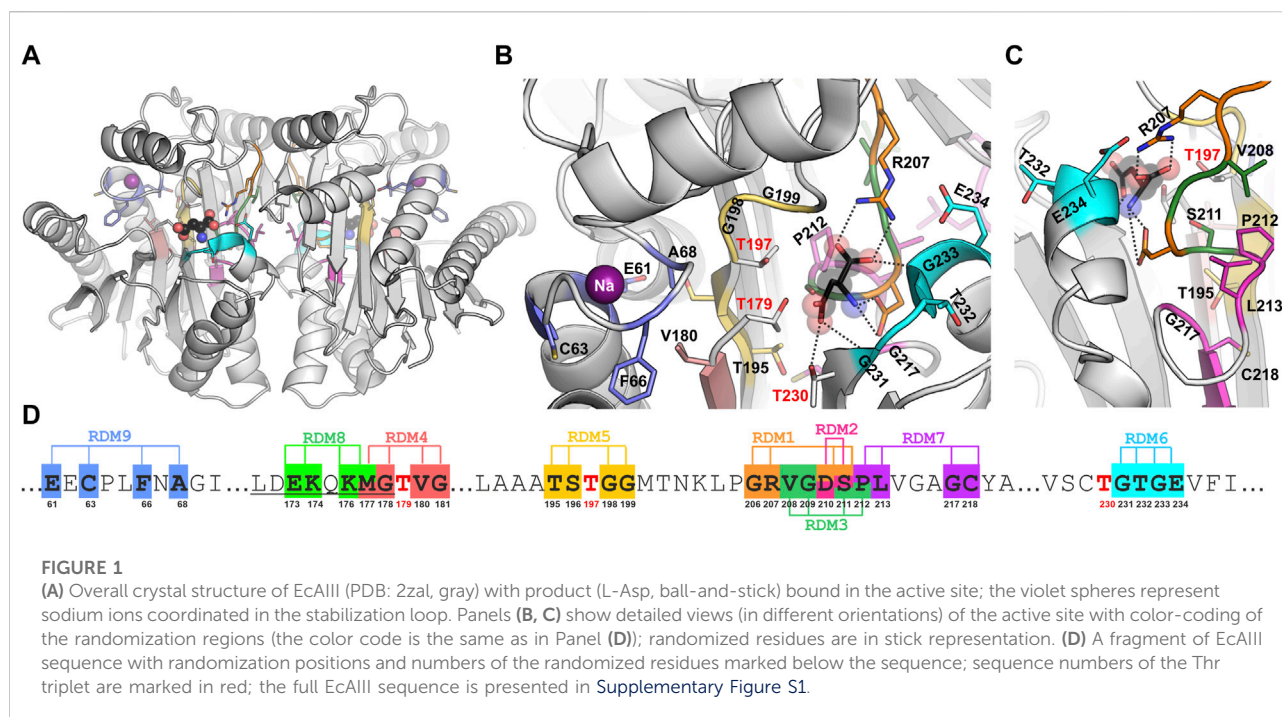 A
B
C
R207
E234
G199
G198
P212
T197
A68
E61
Na
G233
T179
T232
C63
V180
T195
F66
G217
G231
T230
R207
T232
T197
V208
E234
S211
P212
T195
L213
G217
C218
D
RDM9 RDM8 RDM4 RDM5 RDM1 RDM2 RDM7 RDM6
...EECPLFNAGI...LDEKQKMGTVG...LAAATSTGGMTNKLPGRVGDSPLVGAGCYA...VSCTGTGEVFI...
61 63 66 68 173 174 176 177 178 179 180 181 195 196 197 198 199 206 207 208 209 210 211 212 213 217 218 230 231 232 233 234
RDM3
FIGURE 1
(A) Overall crystal structure of EcAIII (PDB: 2zal, gray) with product (L-Asp, ball-and-stick) bound in the active site; the violet spheres represent
sodium ions coordinated in the stabilization loop. Panels (B, C) show detailed views (in different orientations) of the active site with color-coding of
the randomization regions (the color code is the same as in Panel (D)); randomized residues are in stick representation. (D) A fragment of EcAIII
sequence with randomization positions and numbers of the randomized residues marked below the sequence; sequence numbers of the Thr
triplet are marked in red; the full EcAIII sequence is presented in Supplementary Figure S1.